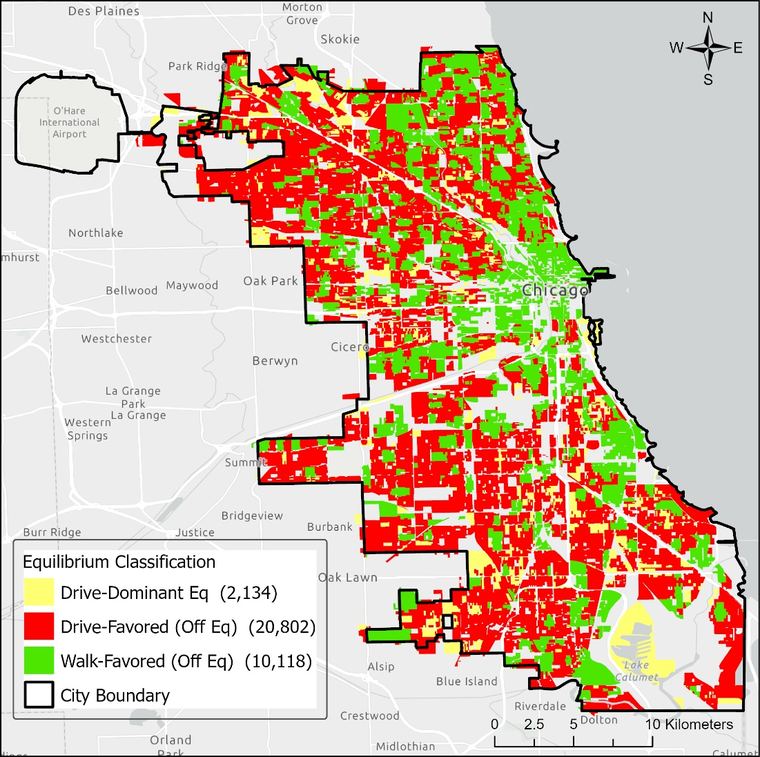 Des Plaines
Morton
Grove
Skokie
N
W
E
S
Park Ridge
O'Hare
International
Airport
Northlake
Bellwood
Maywood
Oak Park
Chicago
Westchester
Berwyn
Cicero
La Grange
Park
La Grange
Western
Springs
Summit
Bridgeview
Burbank
Burr Ridge
Justice
Oak Lawn
Equilibrium Classification
Drive-Dominant Eq (2,134)
Drive-Favored (Off Eq) (20,802)
Walk-Favored (Off Eq) (10,118)
City Boundary
Alsip
Blue Island
Lake
Calumet
Riverdale
Dolton
Crestwood
Midlothian
Orland
Park
0 2.5 5 10 Kilometers